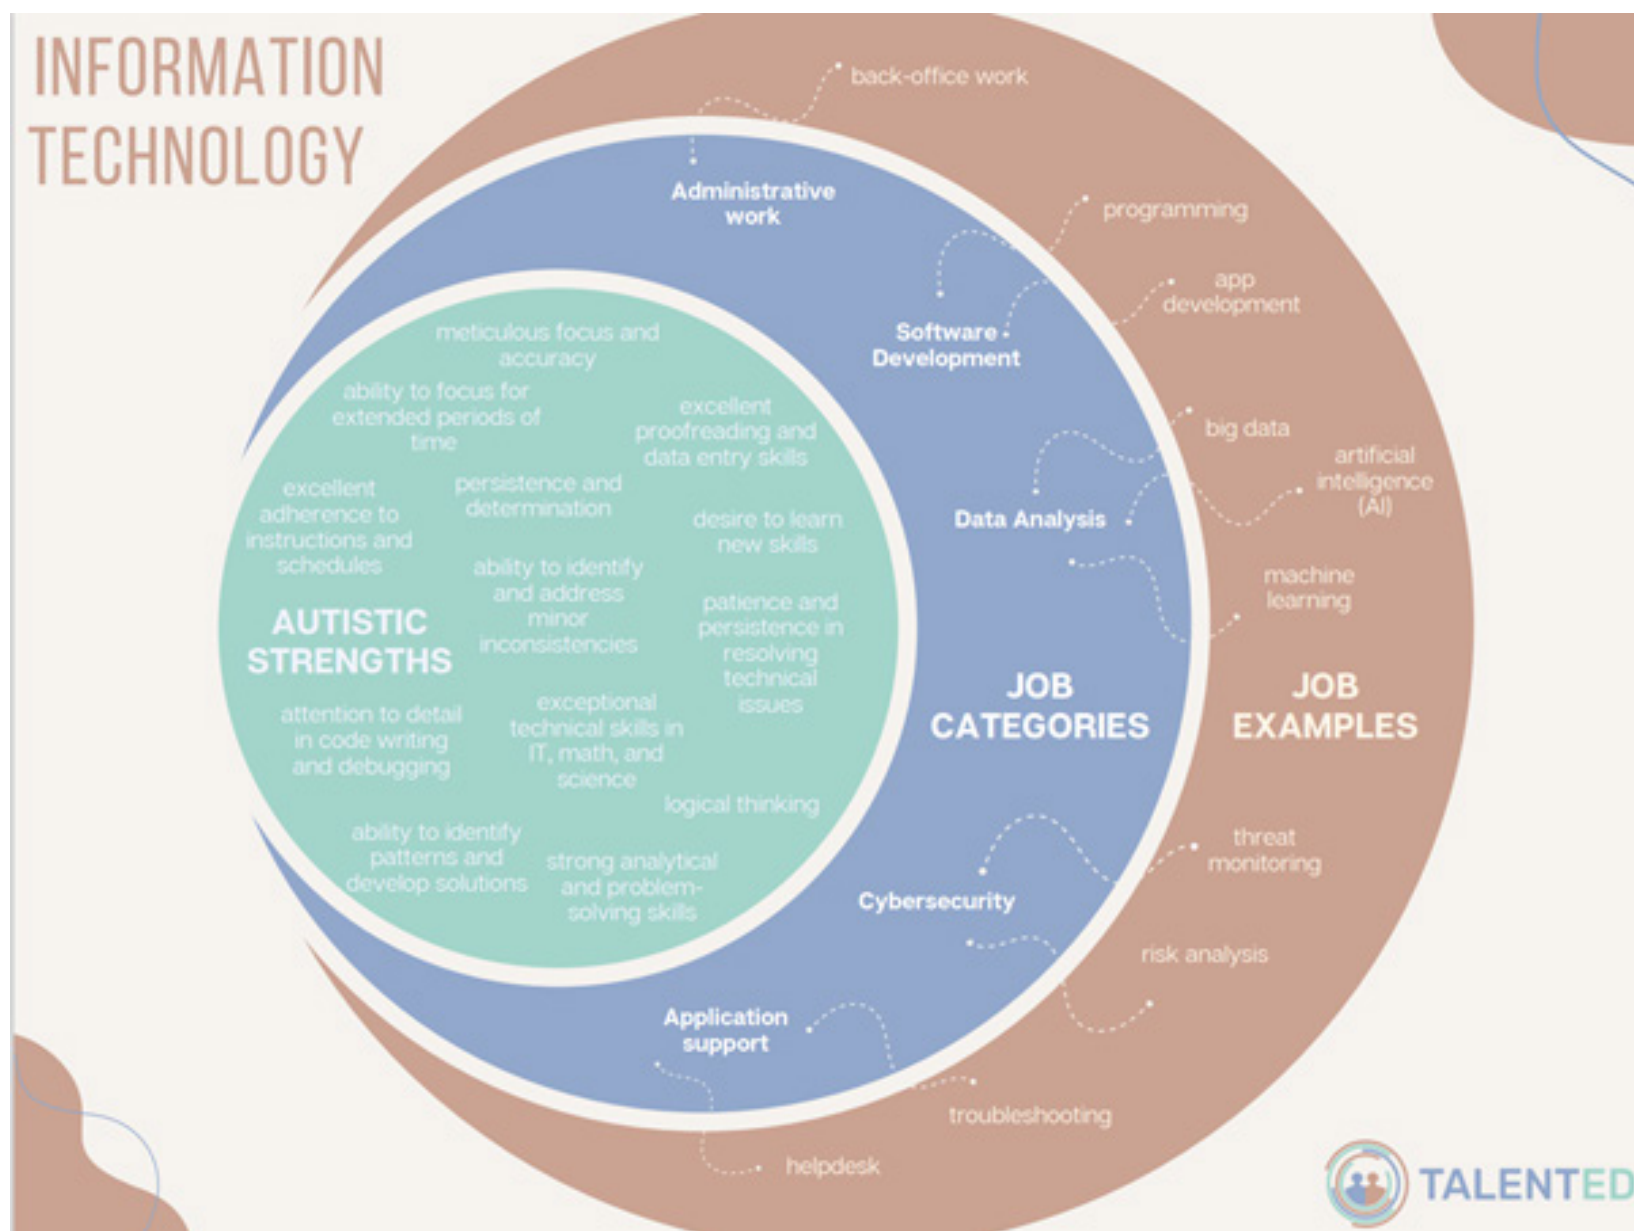 INFORMATION
TECHNOLOGY
back-office work
Administrative
work
programming
app
development
Software
Development
big data
artificial
intelligence
(AI)
Data Analysis
machine
learning
JOB
CATEGORIES
JOB
EXAMPLES
threat
monitoring
Cybersecurity
risk analysis
Application
support
troubleshooting
helpdesk
meticulous focus and
accuracy
ability to focus for
extended periods of
time
excellent
proofreading and
data entry skills
excellent
adherence to
instructions and
schedules
persistence and
determination
desire to learn
new skills
ability to identify
and address
minor
inconsistencies
patience and
persistence in
resolving
technical
issues
AUTISTIC
STRENGTHS
attention to detail
in code writing
and debugging
exceptional
technical skills in
IT, math, and
science
logical thinking
ability to identify
patterns and
develop solutions
strong analytical
and problem-
solving skills
TALENTED